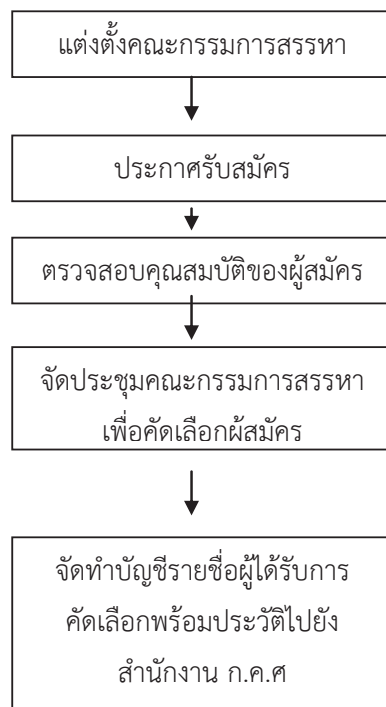 แต่งตั้งคณะกรรมการสรรหา
ประกาศรับสมัคร
ตรวจสอบคุณสมบัติของผู้สมัคร
จัดประชุมคณะกรรมการสรรหา
เพื่อคัดเลือกผ้สมัคร
จัดทำบัญชีรายชื่อผู้ได้รับการ
คัดเลือกพร้อมประวัติไปยัง
สำนักงาน ก.ค.ศ